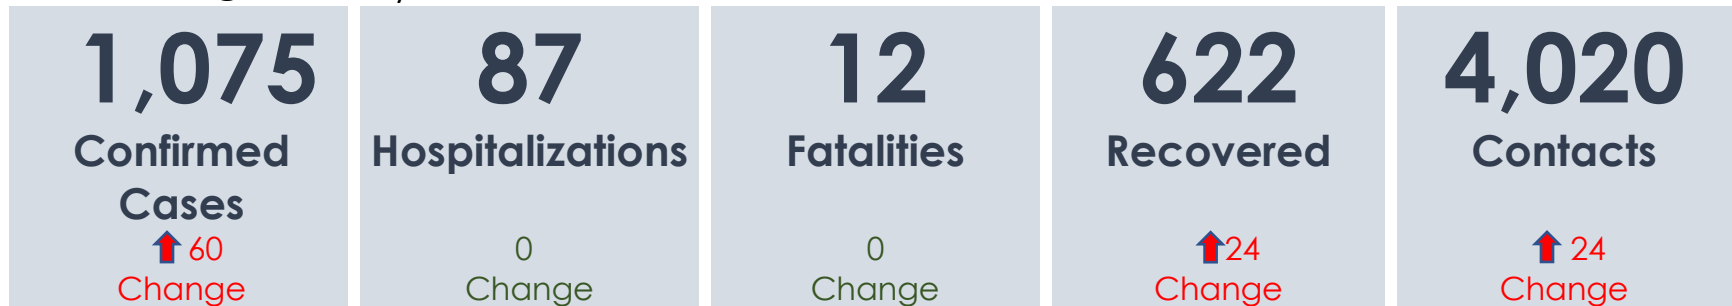 1,075
Confirmed
Cases
60
Change
87
Hospitalizations
0
Change
12
Fatalities
0
Change
622
Recovered
24
Change
4,020
Contacts
24
Change